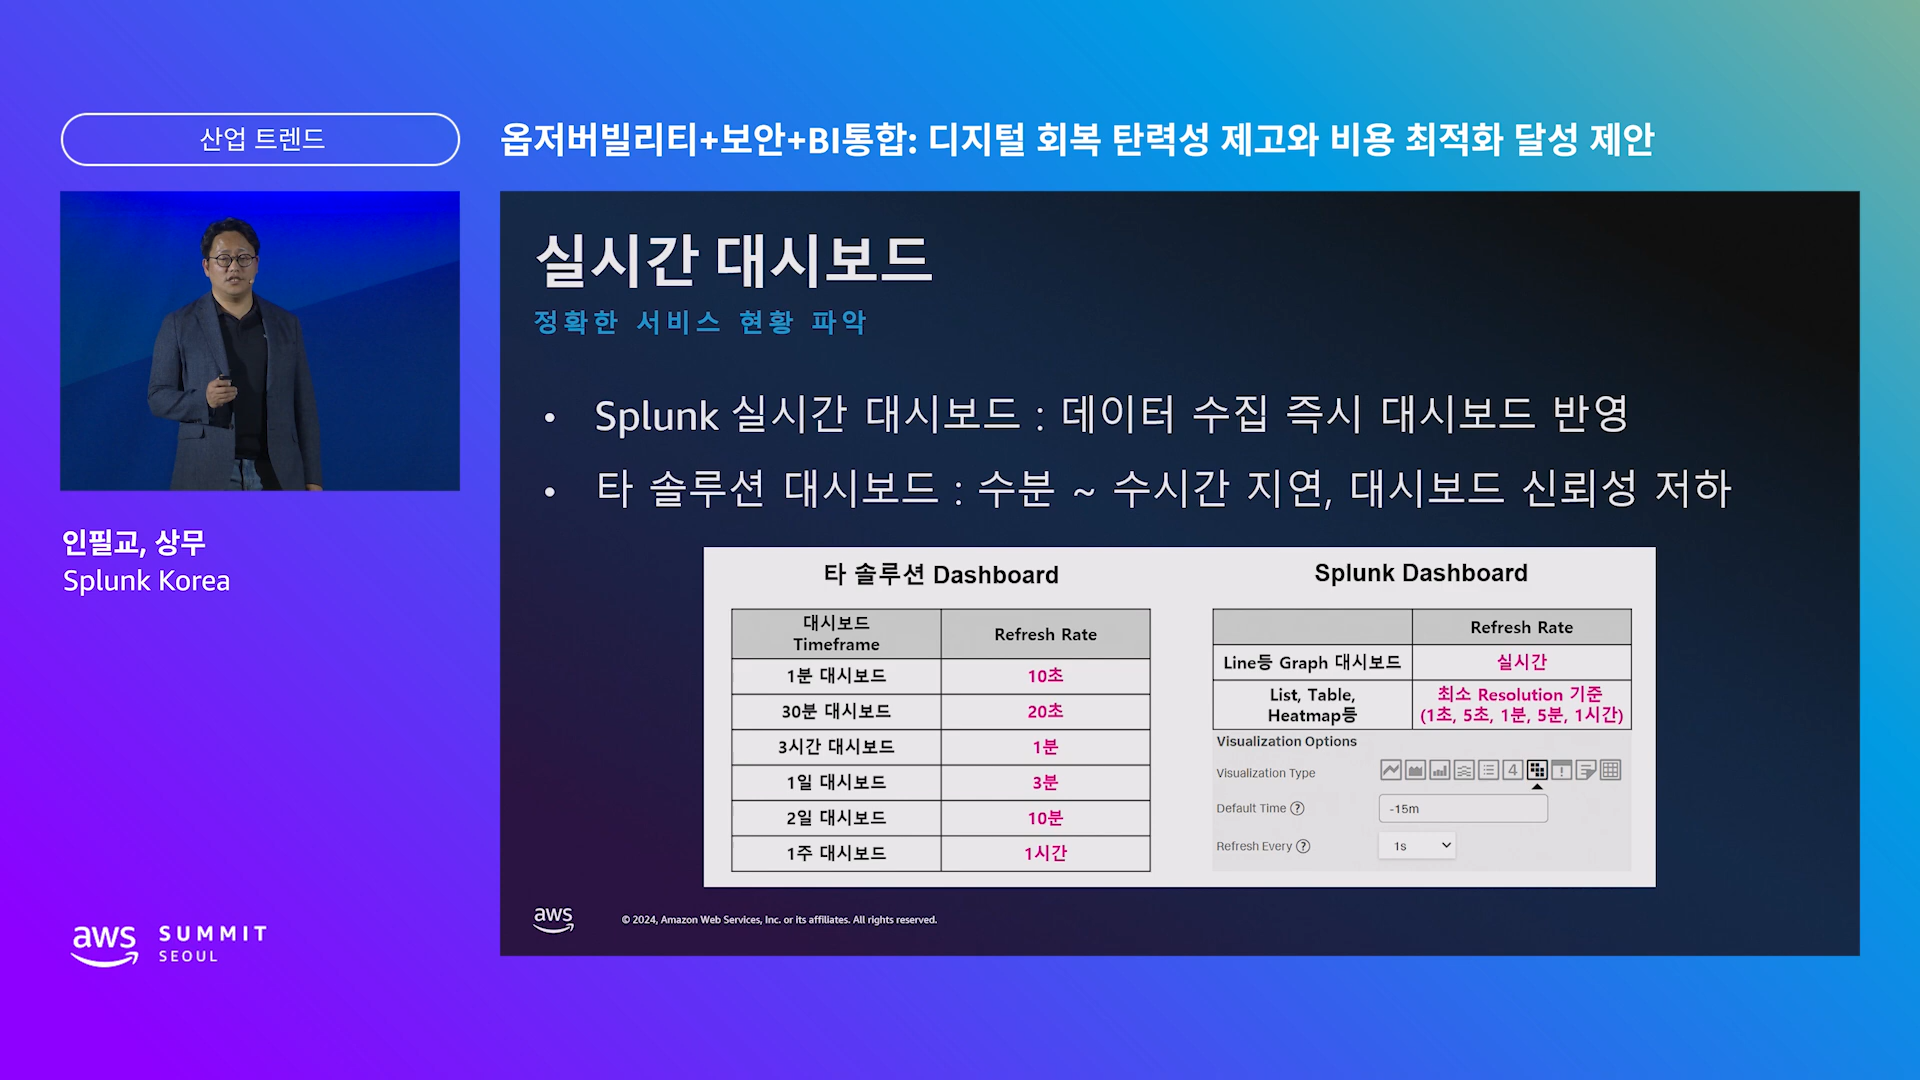 산업 트렌드
옵저버빌리티+보안+BI통합: 디지털 회복 탄력성 제고와 비용 최적화 달성 제안
인필교, 상무
Splunk Korea
aws SUMMIT
SEOUL
실시간 대시보드
정확한 서비스 현황 파악
• Splunk 실시간 대시보드 : 데이터 수집 즉시 대시보드 반영
• 타 솔루션 대시보드 : 수분 ~ 수시간 지연, 대시보드 신뢰성 저하
타 솔루션 Dashboard
대시보드
Timeframe
Refresh Rate
1분 대시보드 10초
30분 대시보드 20초
3시간 대시보드 1분
1일 대시보드 3분
2일 대시보드 10분
1주 대시보드 1시간
Splunk Dashboard
Refresh Rate
Line등 Graph 대시보드 실시간
List, Table,
Heatmap등
최소 Resolution 기준
(1초, 5초, 1분, 5분, 1시간)
Visualization Options
Visualization Type 4
Default Time ? -15m
Refresh Every ? 1s
aws © 2024, Amazon Web Services, Inc. or its affiliates. All rights reserved.